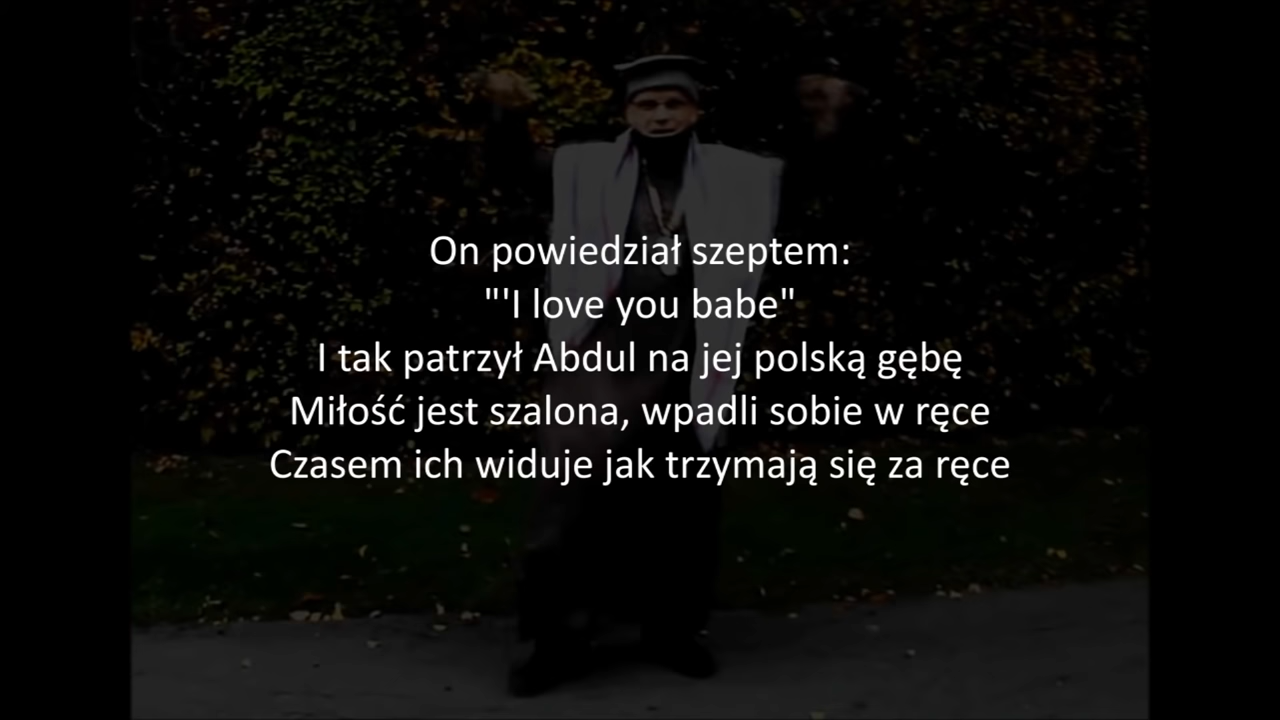 On powiedział szeptem:
"'I love you babe"
I tak patrzył Abdul na jej polską gębę
Miłość jest szalona, wpadli sobie w ręce
Czasem ich widuje jak trzymają się za ręce